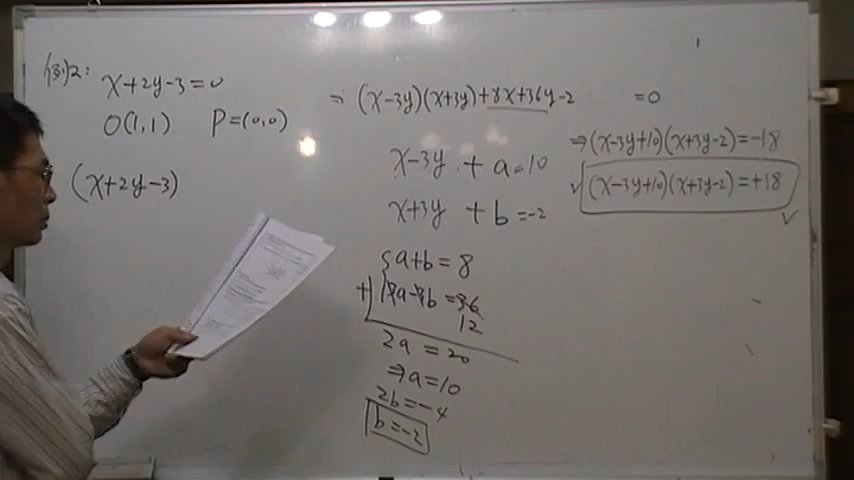 例2: x+2y-3=0
O(1,1) P=(0,0)
(x+2y-3)
⇒ (x-3y)(x+3y)+8x+36y-2 =0
x-3y + a=10
x+3y + b=-2
a+b=8
+) 3a-3b=36
12
2a=20
⇒a=10
2b=-4
b=-2
⇒(x-3y+10)(x+3y-2)=-18
√ (x-3y+10)(x+3y-2)=+18